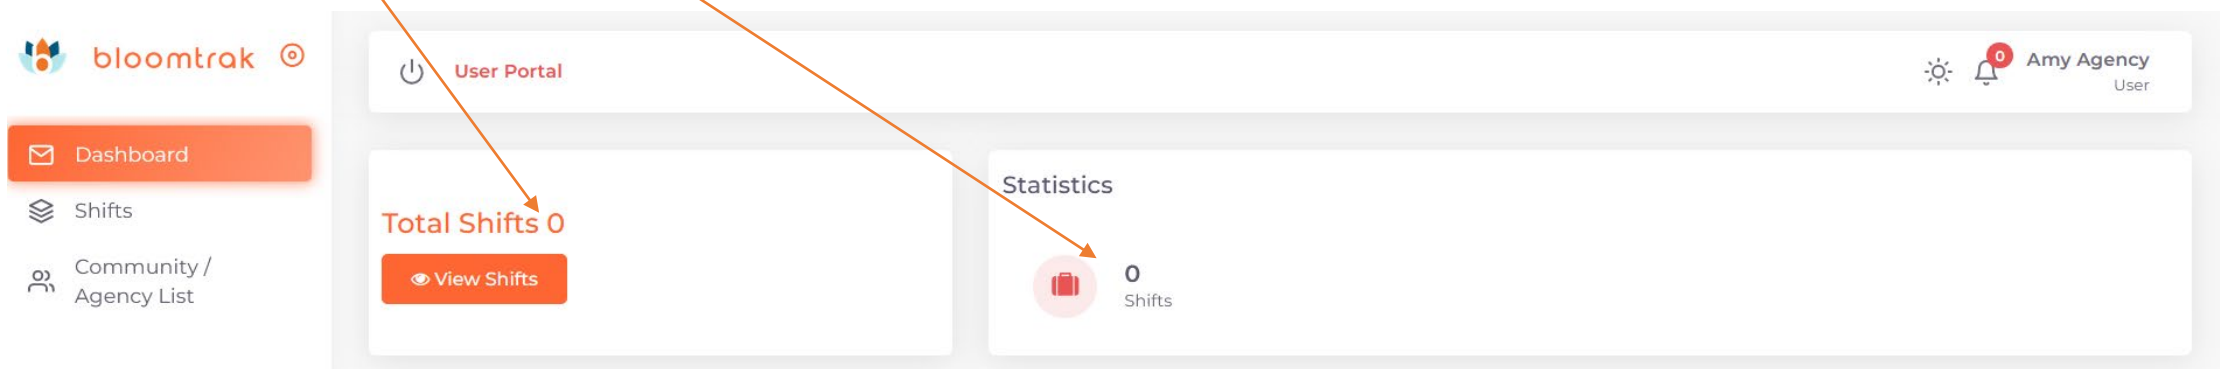 bloomtrak
User Portal
0
Amy Agency
User
Dashboard
Shifts
Community /
Agency List
Total Shifts 0
View Shifts
Statistics
0
Shifts